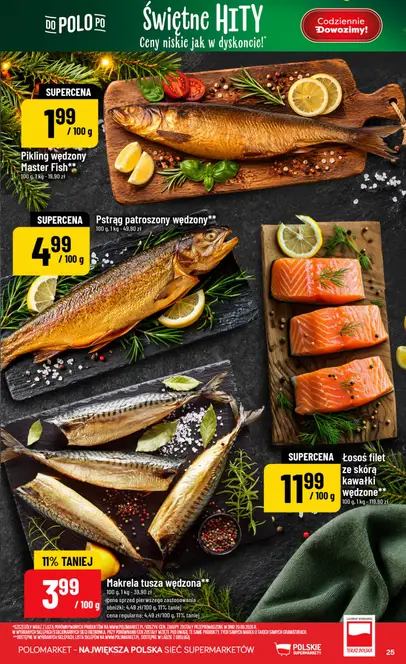 DO POLO PO
Świętne HITY
Ceny niskie jak w dyskoncie!*
Codziennie
Dowozimy!
SUPERCENA
1 99
/ 100 g
Pikling wędzony
Master Fish**
100 g, 1 kg - 19,90 zł
SUPERCENA
4 99
/ 100 g
Pstrąg patroszony wędzony**
100 g, 1 kg - 49,90 zł
SUPERCENA
11 99
/ 100 g
Łosoś filet
ze skórą
kawałki
wędzone**
100 g, 1 kg - 119,90 zł
11% TANIEJ
3 99
/ 100 g
Makrela tusza wędzona**
100 g, 1 kg - 39,90 zł
cena sprzed pierwszego zastosowania
obniżki: 4,49 zł/100 g, 11% taniej
cena regularna: 4,49 zł/100 g, 11% taniej
25
POLOMARKET - NAJWIĘKSZA POLSKA SIEĆ SUPERMARKETÓW
POLSKIE
SUPERMARKETY